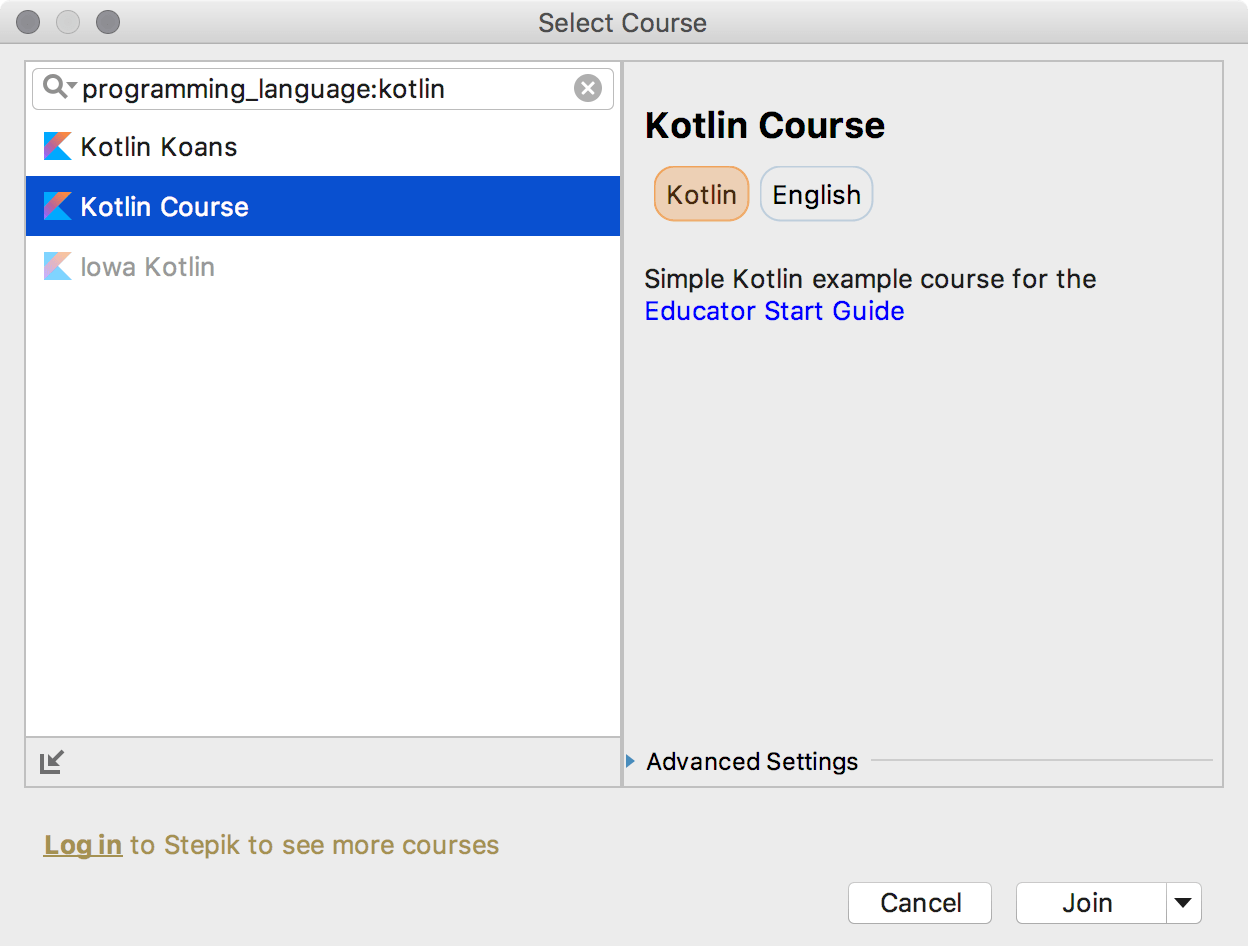 Select Course
programming_language:kotlin
Kotlin Koans
Kotlin Course
Iowa Kotlin
Kotlin Course
Kotlin
English
Simple Kotlin example course for the
Educator Start Guide
Advanced Settings
Log in to Stepik to see more courses
Cancel
Join